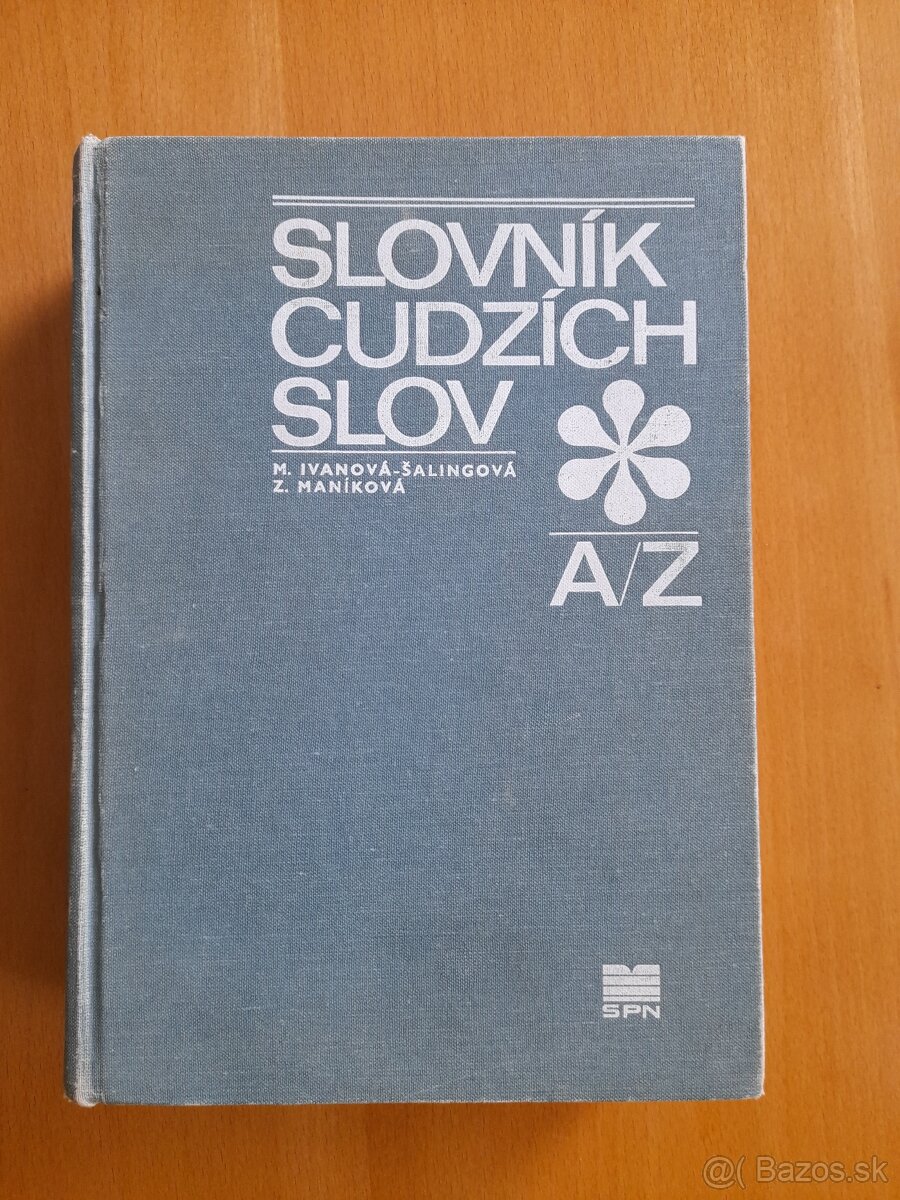 SLOVNÍK
CUDZÍCH
SLOV
M. IVANOVÁ-ŠALINGOVÁ
Z. MANÍKOVÁ
A/Z
SPN
@( Bazos.sk